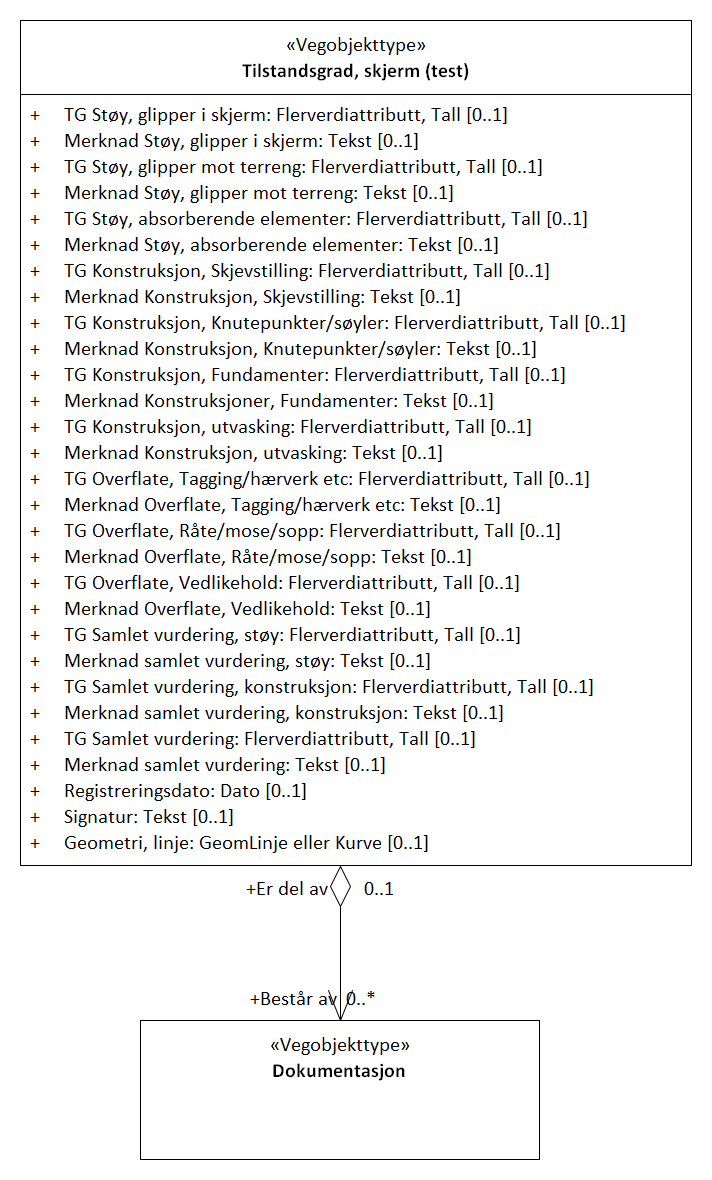 «Vegobjekttype»
Tilstandsgrad, skjerm (test)
+ TG Støy, glipper i skjerm: Flerverdiattributt, Tall [0..1]
+ Merknad Støy, glipper i skjerm: Tekst [0..1]
+ TG Støy, glipper mot terreng: Flerverdiattributt, Tall [0..1]
+ Merknad Støy, glipper mot terreng: Tekst [0..1]
+ TG Støy, absorberende elementer: Flerverdiattributt, Tall [0..1]
+ Merknad Støy, absorberende elementer: Tekst [0..1]
+ TG Konstruksjon, Skjevstilling: Flerverdiattributt, Tall [0..1]
+ Merknad Konstruksjon, Skjevstilling: Tekst [0..1]
+ TG Konstruksjon, Knutepunkter/søyler: Flerverdiattributt, Tall [0..1]
+ Merknad Konstruksjon, Knutepunkter/søyler: Tekst [0..1]
+ TG Konstruksjon, Fundamenter: Flerverdiattributt, Tall [0..1]
+ Merknad Konstruksjoner, Fundamenter: Tekst [0..1]
+ TG Konstruksjon, utvasking: Flerverdiattributt, Tall [0..1]
+ Merknad Konstruksjon, utvasking: Tekst [0..1]
+ TG Overflate, Tagging/hærverk etc: Flerverdiattributt, Tall [0..1]
+ Merknad Overflate, Tagging/hærverk etc: Tekst [0..1]
+ TG Overflate, Råte/mose/sopp: Flerverdiattributt, Tall [0..1]
+ Merknad Overflate, Råte/mose/sopp: Tekst [0..1]
+ TG Overflate, Vedlikehold: Flerverdiattributt, Tall [0..1]
+ Merknad Overflate, Vedlikehold: Tekst [0..1]
+ TG Samlet vurdering, støy: Flerverdiattributt, Tall [0..1]
+ Merknad samlet vurdering, støy: Tekst [0..1]
+ TG Samlet vurdering, konstruksjon: Flerverdiattributt, Tall [0..1]
+ Merknad samlet vurdering, konstruksjon: Tekst [0..1]
+ TG Samlet vurdering: Flerverdiattributt, Tall [0..1]
+ Merknad samlet vurdering: Tekst [0..1]
+ Registreringsdato: Dato [0..1]
+ Signatur: Tekst [0..1]
+ Geometri, linje: GeomLinje eller Kurve [0..1]
+Er del av 0..1
+Består av 0..*
«Vegobjekttype»
Dokumentasjon